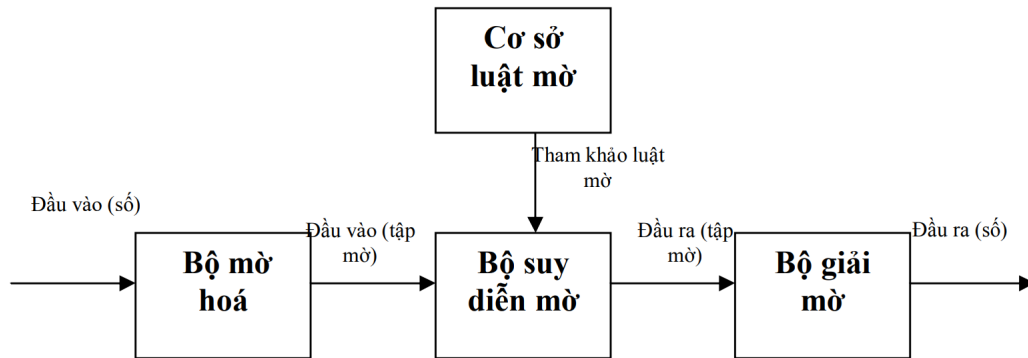 Cơ sở
luật mờ
Tham khảo luật
mờ
Đầu vào (số)
Bộ mờ
hoá
Đầu vào (tập
mờ)
Bộ suy
diễn mờ
Đầu ra (tập
mờ)
Bộ giải
mờ
Đầu ra (số)